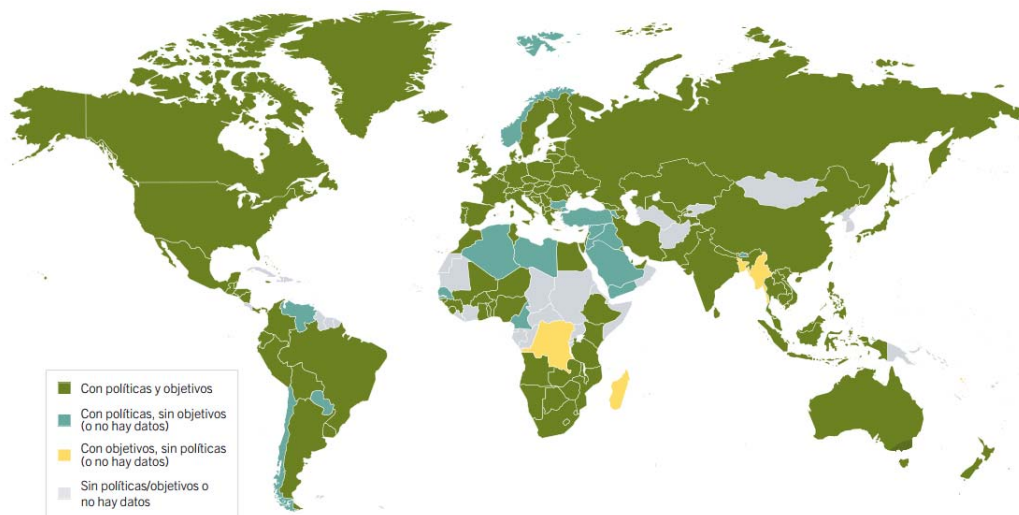 Con políticas y objetivos
Con políticas, sin objetivos
(o no hay datos)
Con objetivos, sin políticas
(o no hay datos)
Sin políticas/objetivos o
no hay datos